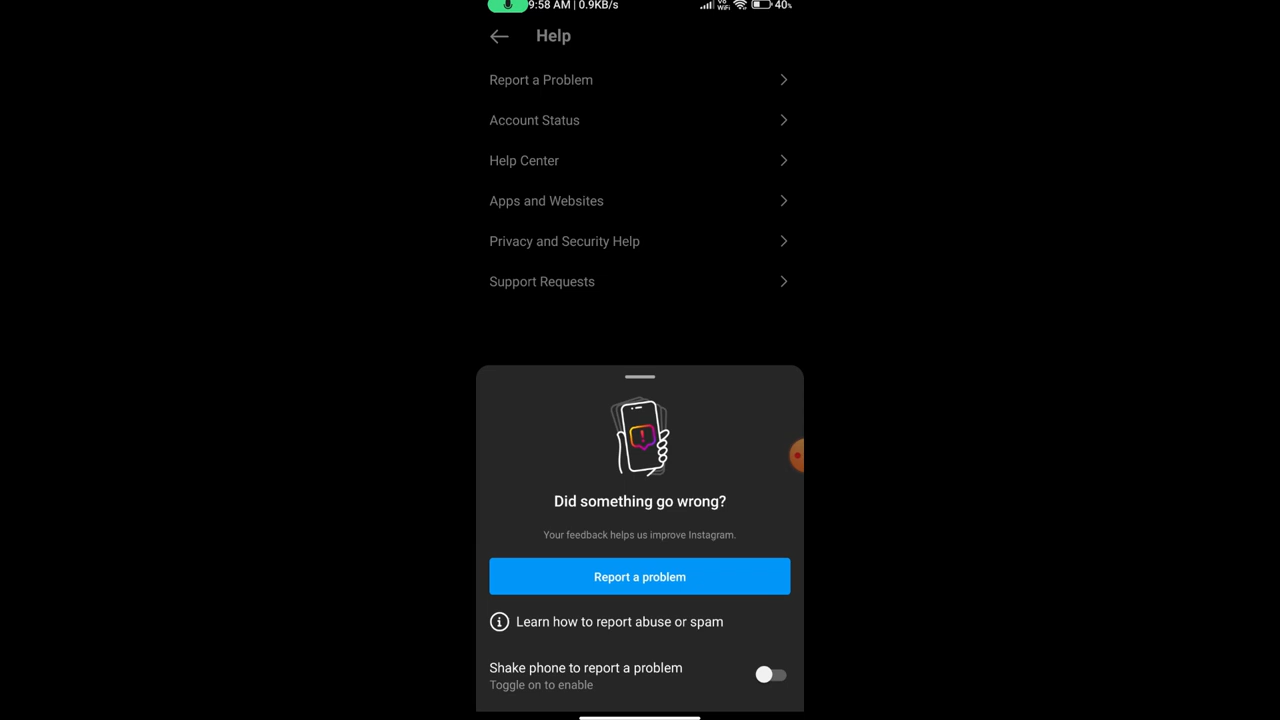 9:58 AM | 0.9KB/s Vo WiFi 40%
Help
Report a Problem
Account Status
Help Center
Apps and Websites
Privacy and Security Help
Support Requests
Did something go wrong?
Your feedback helps us improve Instagram.
Report a problem
Learn how to report abuse or spam
Shake phone to report a problem
Toggle on to enable